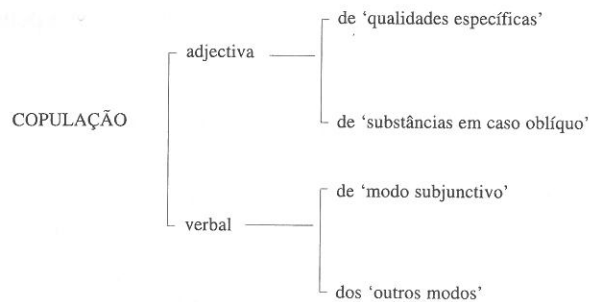 de ‘qualidades específicas’
adjectiva
COPULAÇÃO
de ‘substâncias em caso oblíquo’
de ‘modo subjunctivo’
verbal
dos ‘outros modos’